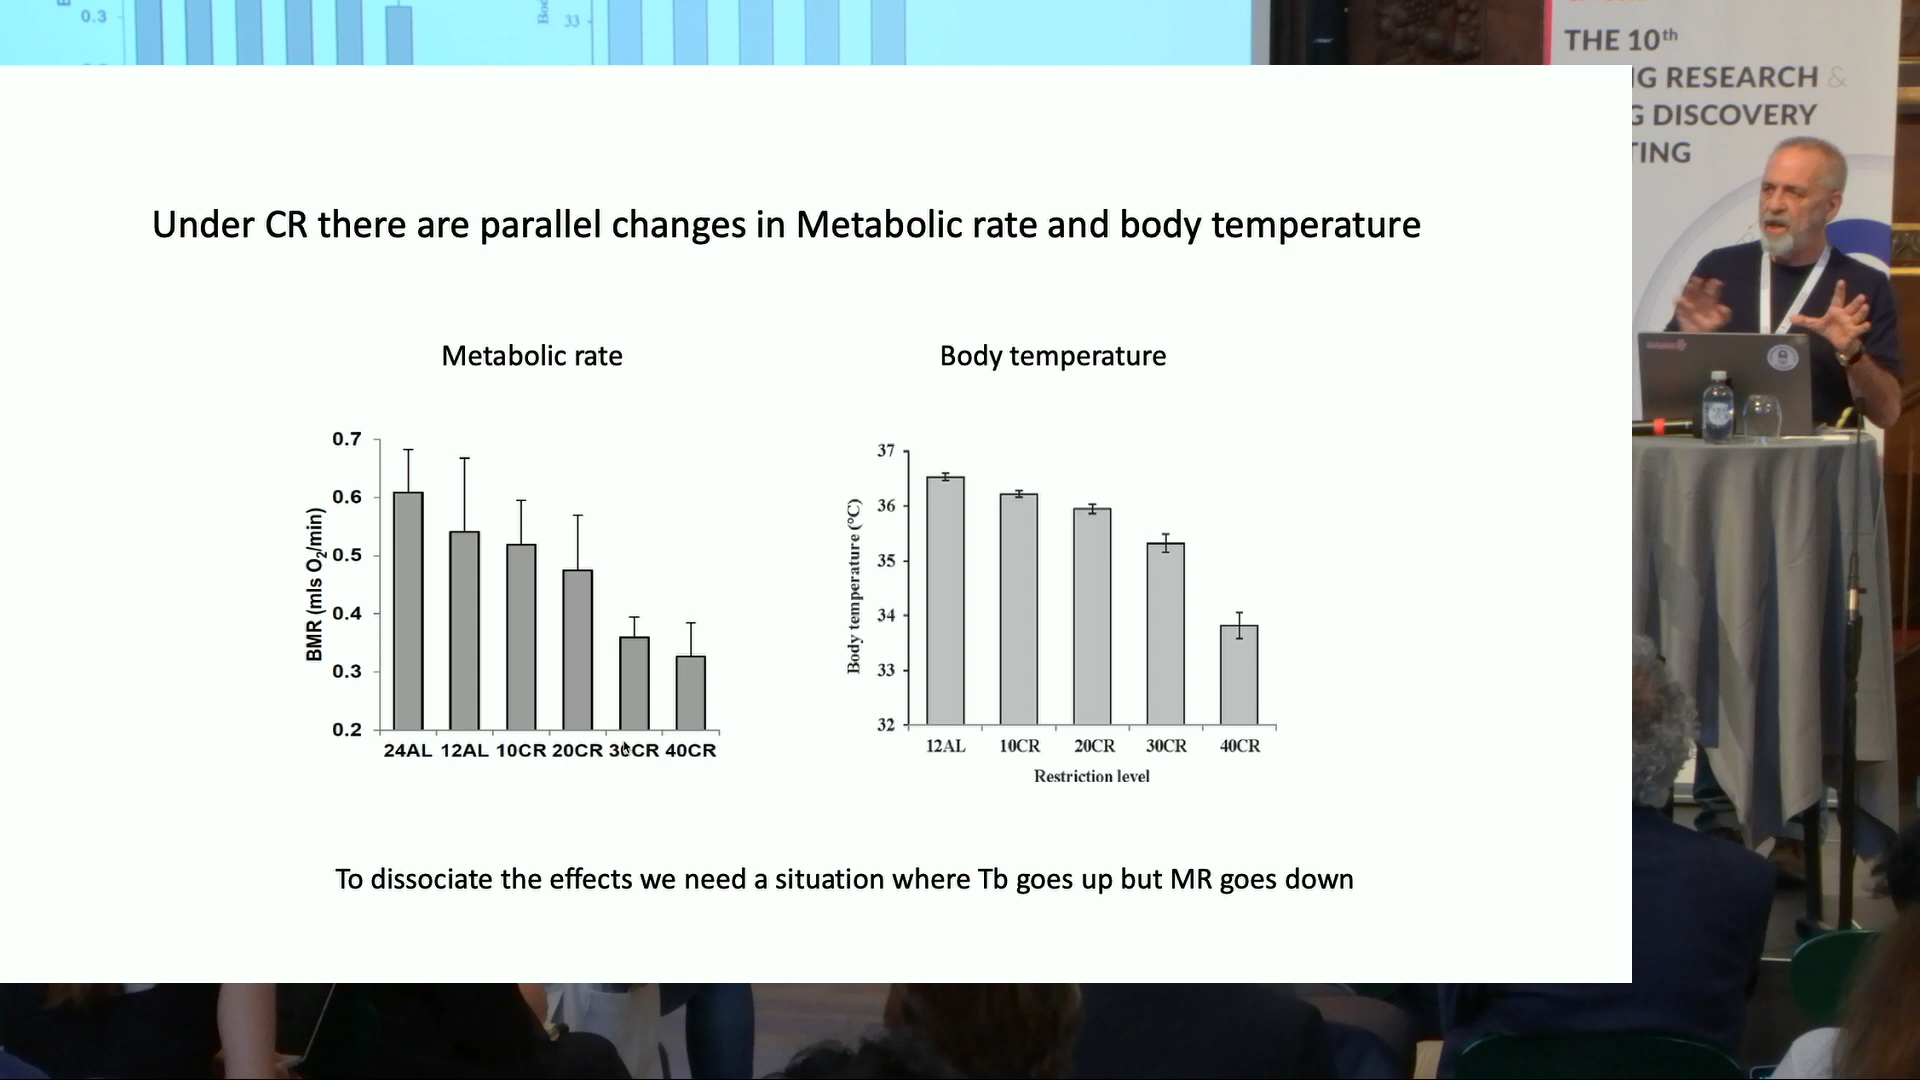 0.3
33
THE 10th
G RESEARCH &
DISCOVERY
TING
Under CR there are parallel changes in Metabolic rate and body temperature
Metabolic rate
Body temperature
BMR (mls O2/min)
0.7
0.6
0.5
0.4
0.3
0.2
24AL 12AL 10CR 20CR 30CR 40CR
Body temperature (°C)
37
36
35
34
33
32
12AL 10CR 20CR 30CR 40CR
Restriction level
To dissociate the effects we need a situation where Tb goes up but MR goes down